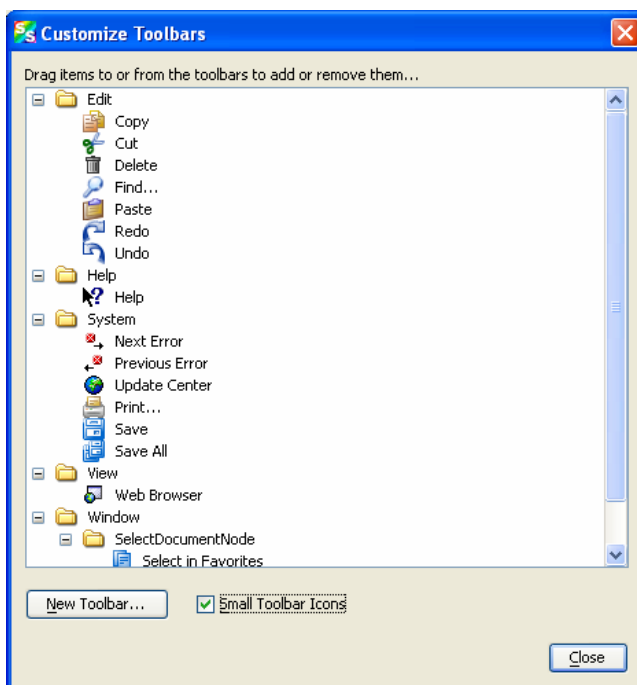 Customize Toolbars
Drag items to or from the toolbars to add or remove them...
Edit
Copy
Cut
Delete
Find...
Paste
Redo
Undo
Help
Help
System
Next Error
Previous Error
Update Center
Print...
Save
Save All
View
Web Browser
Window
SelectDocumentNode
Select in Favorites
New Toolbar...
Small Toolbar Icons
Close